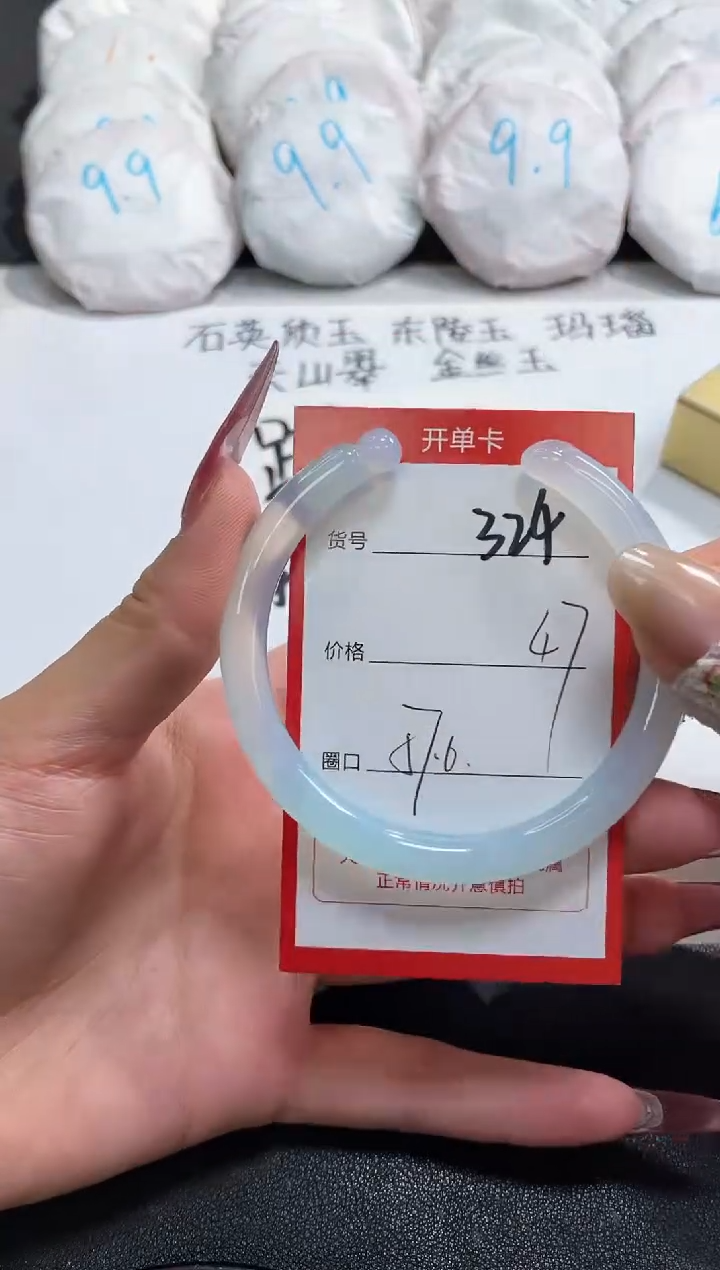 9.9 9.9 9.9
石英质玉 东陵玉 玛瑙
天山翠 金丝玉
开单卡
货号 324
价格 47
圈口 57.6.
正常情况介意慎拍